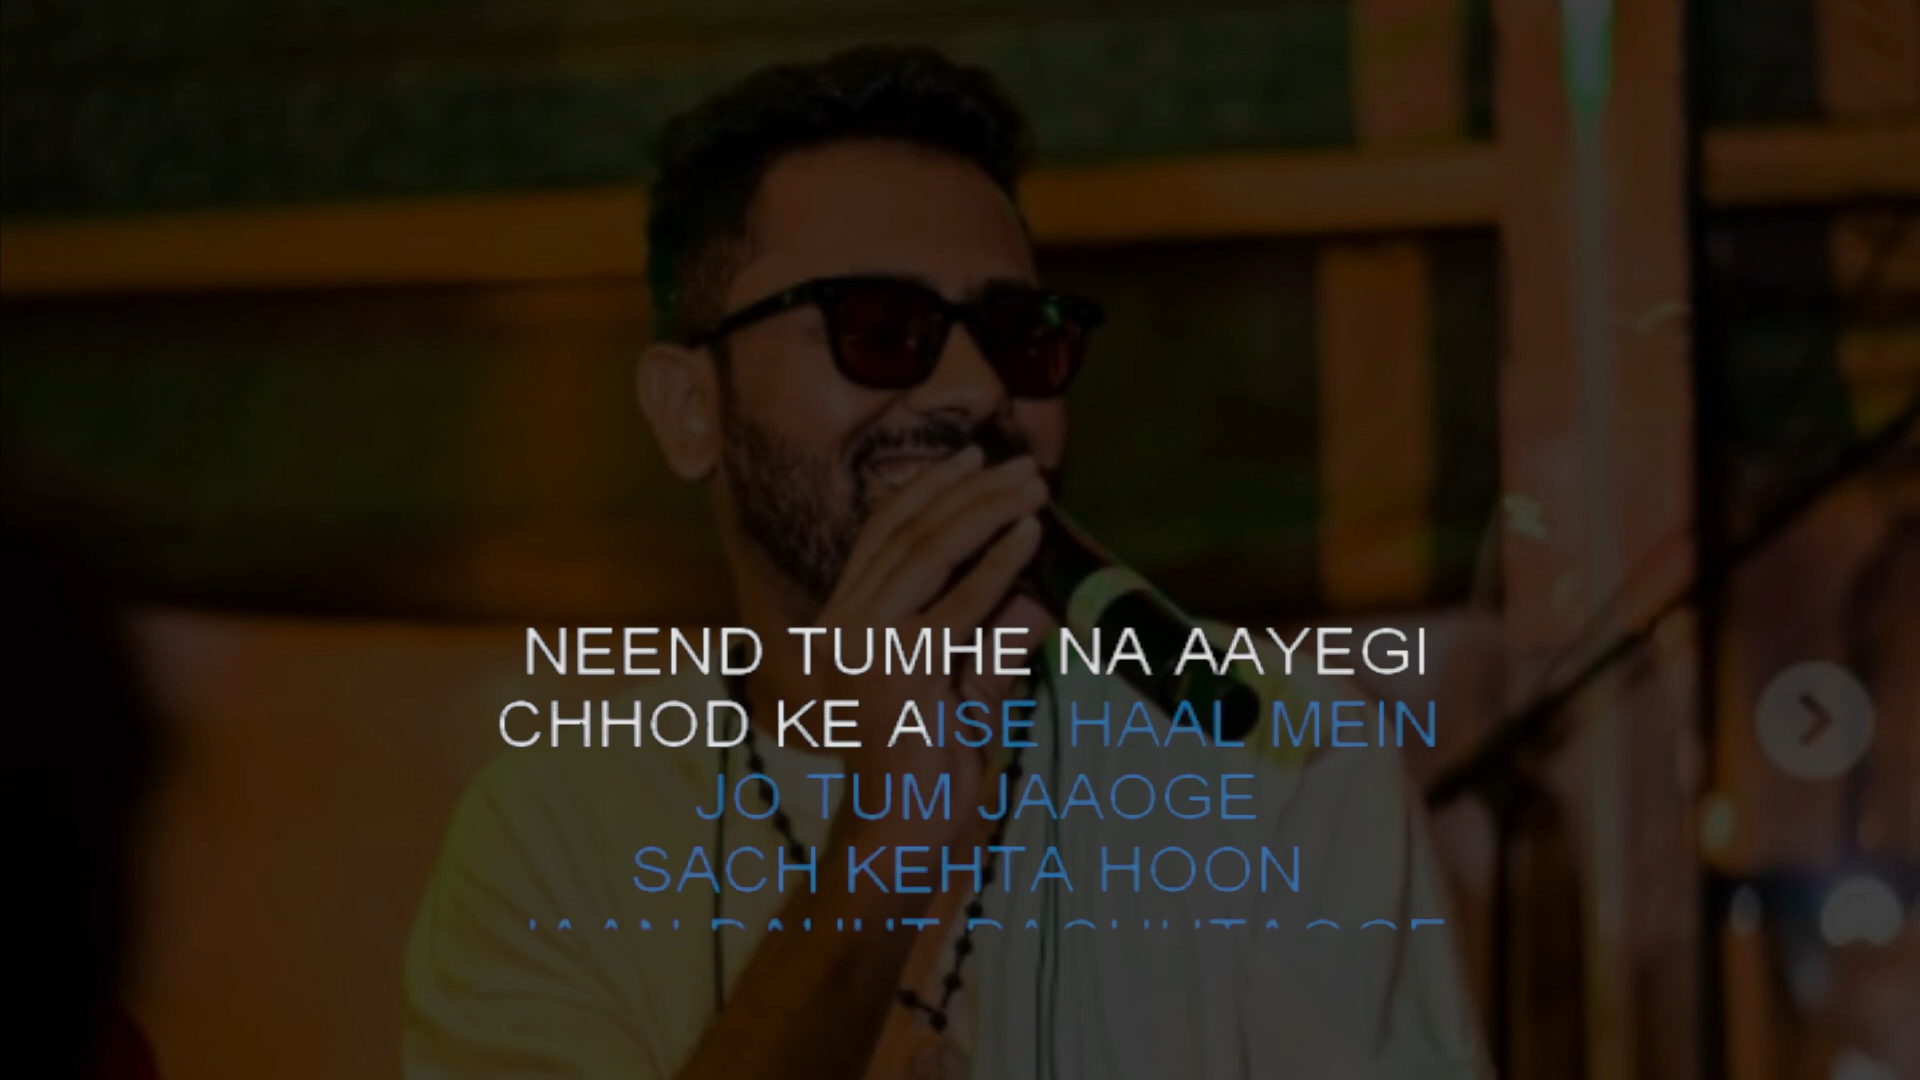 NEEND TUMHE NA AAYEGI
CHHOD KE AISE HAAL MEIN
JO TUM JAAOGE
SACH KEHTA HOON